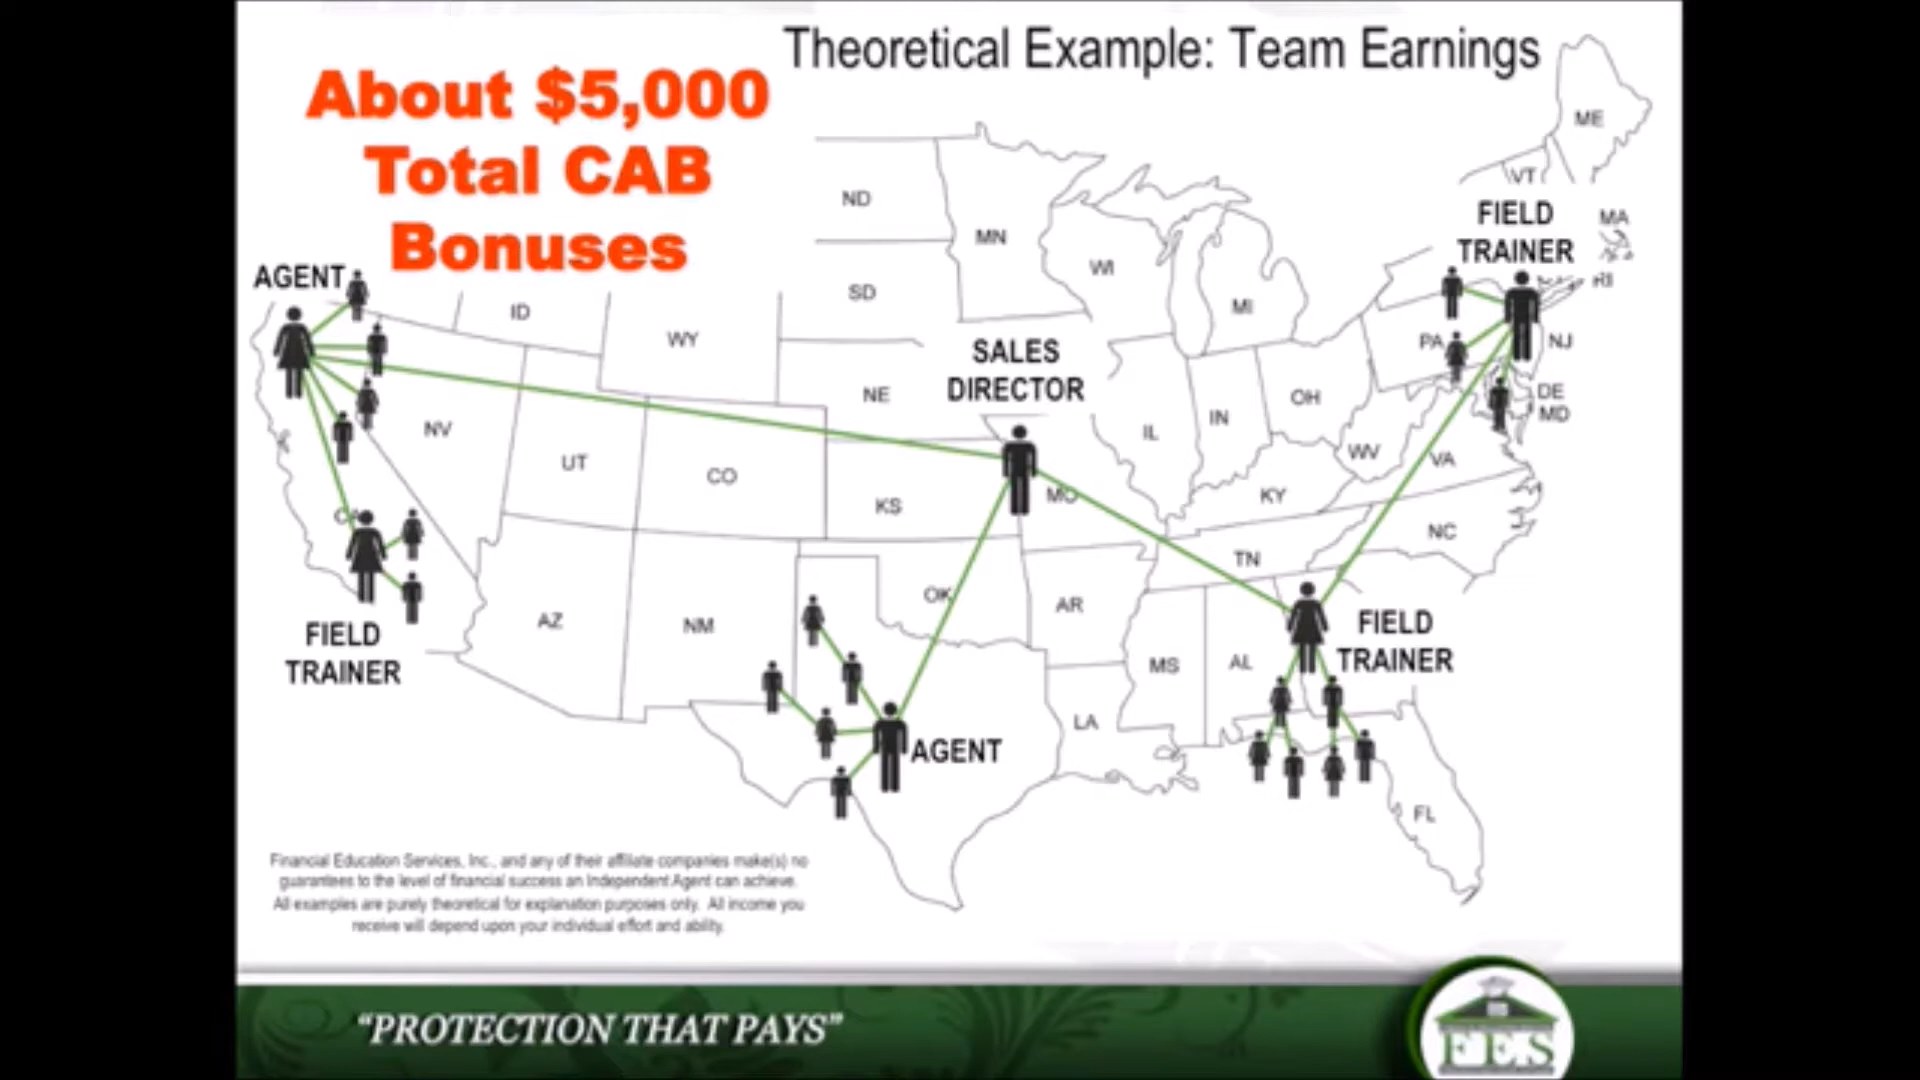 Theoretical Example: Team Earnings
About $5,000
Total CAB
Bonuses
ME
VT
ND
MN
FIELD
TRAINER
MA
WI
AGENT
SD
RI
ID
MI
WY
SALES
DIRECTOR
PA
NJ
NE
OH
DE
MD
NV
IN
IL
WV
VA
UT
CO
KS
MO
KY
CA
NC
TN
OK
AR
AZ
NM
FIELD
TRAINER
FIELD
TRAINER
MS
AL
LA
AGENT
FL
Financial Education Services, Inc., and any of their affiliate companies make(s) no
guarantees to the level of financial success an Independent Agent can achieve.
All examples are purely theoretical for explanation purposes only. All income you
receive will depend upon your individual effort and ability.
“PROTECTION THAT PAYS”
FES